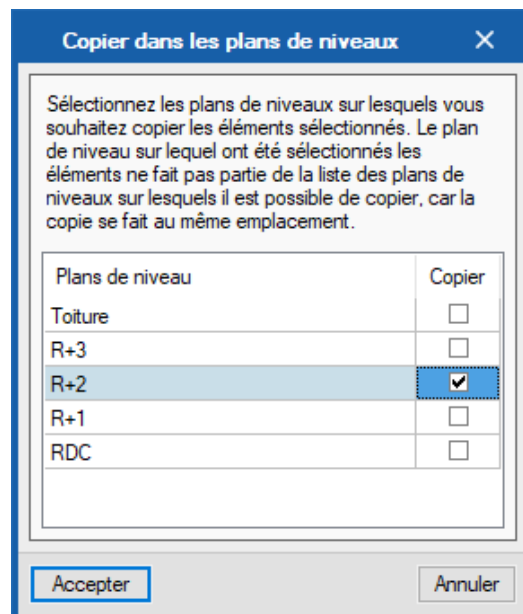 Copier dans les plans de niveaux
Sélectionnez les plans de niveaux sur lesquels vous
souhaitez copier les éléments sélectionnés. Le plan
de niveau sur lequel ont été sélectionnés les
éléments ne fait pas partie de la liste des plans de
niveaux sur lesquels il est possible de copier, car la
copie se fait au même emplacement.
Plans de niveau Copier
Toiture
R+3
R+2
R+1
RDC
Accepter Annuler